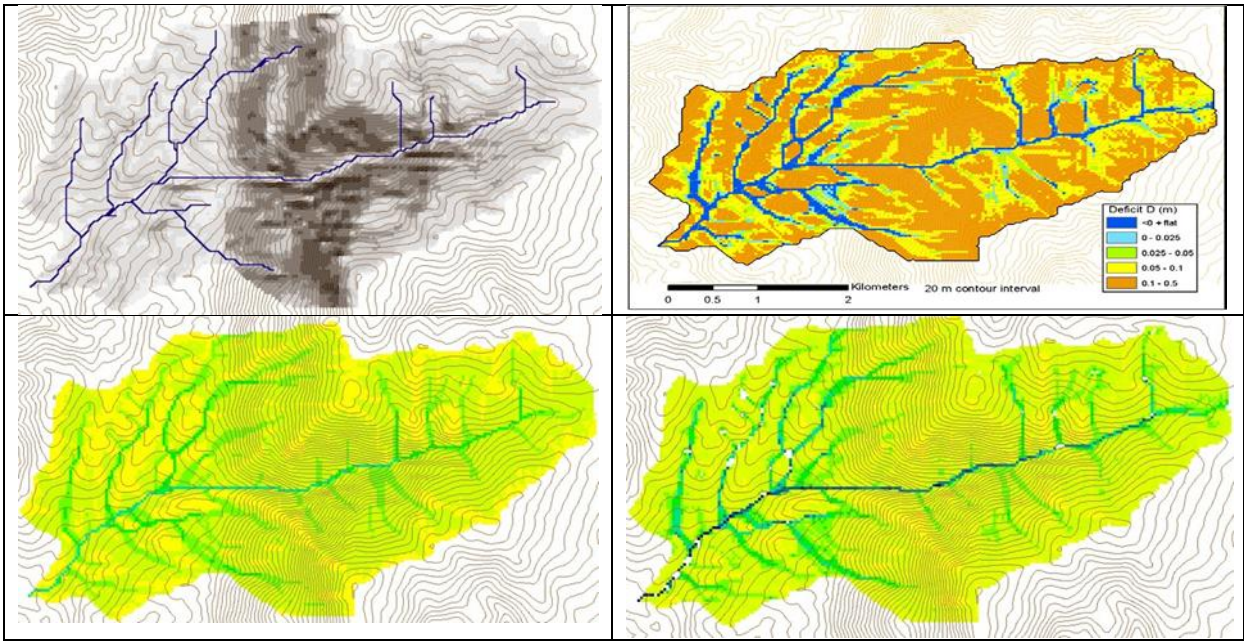 Deficit D (m)
<0 + flat
0 - 0.025
0.025 - 0.05
0.05 - 0.1
0.1 - 0.5
Kilometers 20 m contour interval
0 0.5 1 2